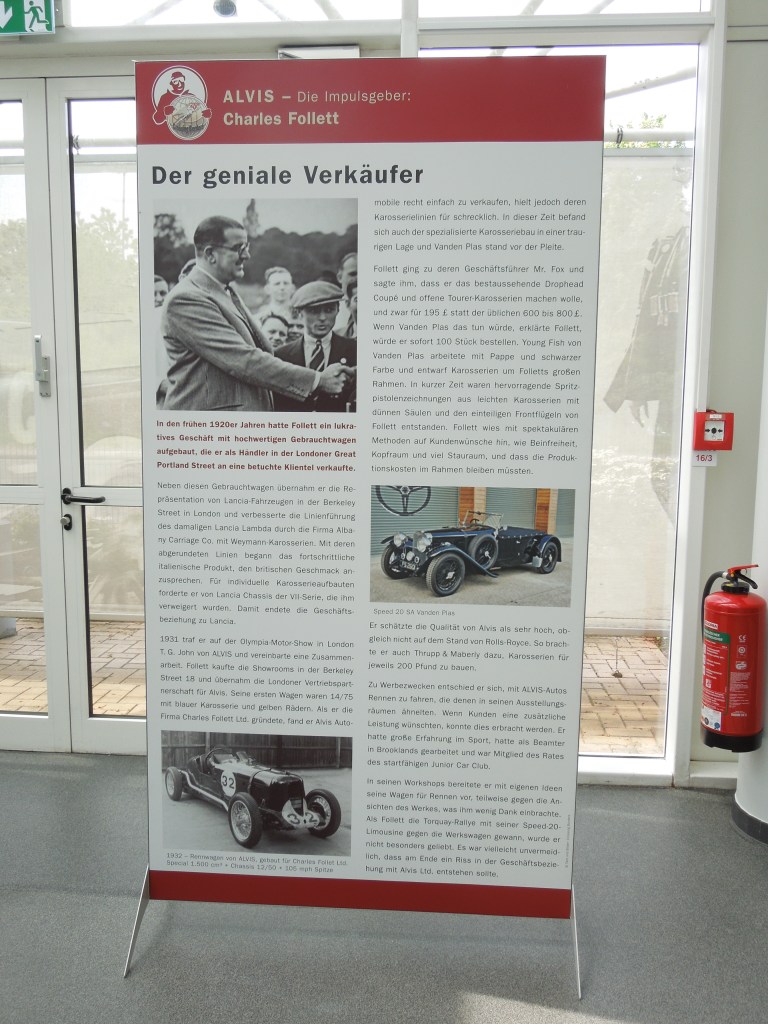 ALVIS – Die Impulsgeber:
Charles Follett
Der geniale Verkäufer
In den frühen 1920er Jahren hatte Follett ein lukra-
tives Geschäft mit hochwertigen Gebrauchtwagen
aufgebaut, die er als Händler in der Londoner Great
Portland Street an eine betuchte Klientel verkaufte.
Neben diesen Gebrauchtwagen übernahm er die Re-
präsentation von Lancia-Fahrzeugen in der Berkeley
Street in London und verbesserte die Linienführung
des damaligen Lancia Lambda durch die Firma Alba-
ny Carriage Co. mit Weymann-Karosserien. Mit deren
abgerundeten Linien begann das fortschrittliche
italienische Produkt, den britischen Geschmack an-
zusprechen. Für individuelle Karosserieaufbauten
forderte er von Lancia Chassis der VII-Serie, die ihm
verweigert wurden. Damit endete die Geschäfts-
beziehung zu Lancia.
1931 traf er auf der Olympia-Motor-Show in London
T. G. John von ALVIS und vereinbarte eine Zusammen-
arbeit. Follett kaufte die Showrooms in der Berkeley
Street 18 und übernahm die Londoner Vertriebspart-
nerschaft für Alvis. Seine ersten Wagen waren 14/75
mit blauer Karosserie und gelben Rädern. Als er die
Firma Charles Follett Ltd. gründete, fand er Alvis Auto-
32
32
1932 – Rennwagen von ALVIS, gebaut für Charles Follet Ltd.
Special 1.500 cm³ + Chassis 12/50 + 105 mph Spitze
mobile recht einfach zu verkaufen, hielt jedoch deren
Karosserielinien für schrecklich. In dieser Zeit befand
sich auch der spezialisierte Karosseriebau in einer trau-
rigen Lage und Vanden Plas stand vor der Pleite.
Follett ging zu deren Geschäftsführer Mr. Fox und
sagte ihm, dass er das bestaussehende Drophead
Coupé und offene Tourer-Karosserien machen wolle,
und zwar für 195 £ statt der üblichen 600 bis 800 £.
Wenn Vanden Plas das tun würde, erklärte Follett,
würde er sofort 100 Stück bestellen. Young Fish von
Vanden Plas arbeitete mit Pappe und schwarzer
Farbe und entwarf Karosserien um Folletts großen
Rahmen. In kurzer Zeit waren hervorragende Spritz-
pistolenzeichnungen aus leichten Karosserien mit
dünnen Säulen und den einteiligen Frontflügeln von
Follett entstanden. Follett wies mit spektakulären
Methoden auf Kundenwünsche hin, wie Beinfreiheit,
Kopfraum und viel Stauraum, und dass die Produk-
tionskosten im Rahmen bleiben müssten.
Speed 20 SA Vanden Plas
Er schätzte die Qualität von Alvis als sehr hoch, ob-
gleich nicht auf dem Stand von Rolls-Royce. So brach-
te er auch Thrupp & Maberly dazu, Karosserien für
jeweils 200 Pfund zu bauen.
Zu Werbezwecken entschied er sich, mit ALVIS-Autos
Rennen zu fahren, die denen in seinen Ausstellungs-
räumen ähnelten. Wenn Kunden eine zusätzliche
Leistung wünschten, konnte dies erbracht werden. Er
hatte große Erfahrung im Sport, hatte als Beamter
in Brooklands gearbeitet und war Mitglied des Rates
des startfähigen Junior Car Club.
In seinen Workshops bereitete er mit eigenen Ideen
seine Wagen für Rennen vor, teilweise gegen die An-
sichten des Werkes, was ihm wenig Dank einbrachte.
Als Follett die Torquay-Rallye mit seiner Speed-20-
Limousine gegen die Werkswagen gewann, wurde er
nicht besonders geliebt. Es war vielleicht unvermeid-
lich, dass am Ende ein Riss in der Geschäftsbezie-
hung mit Alvis Ltd. entstehen sollte.
16/3